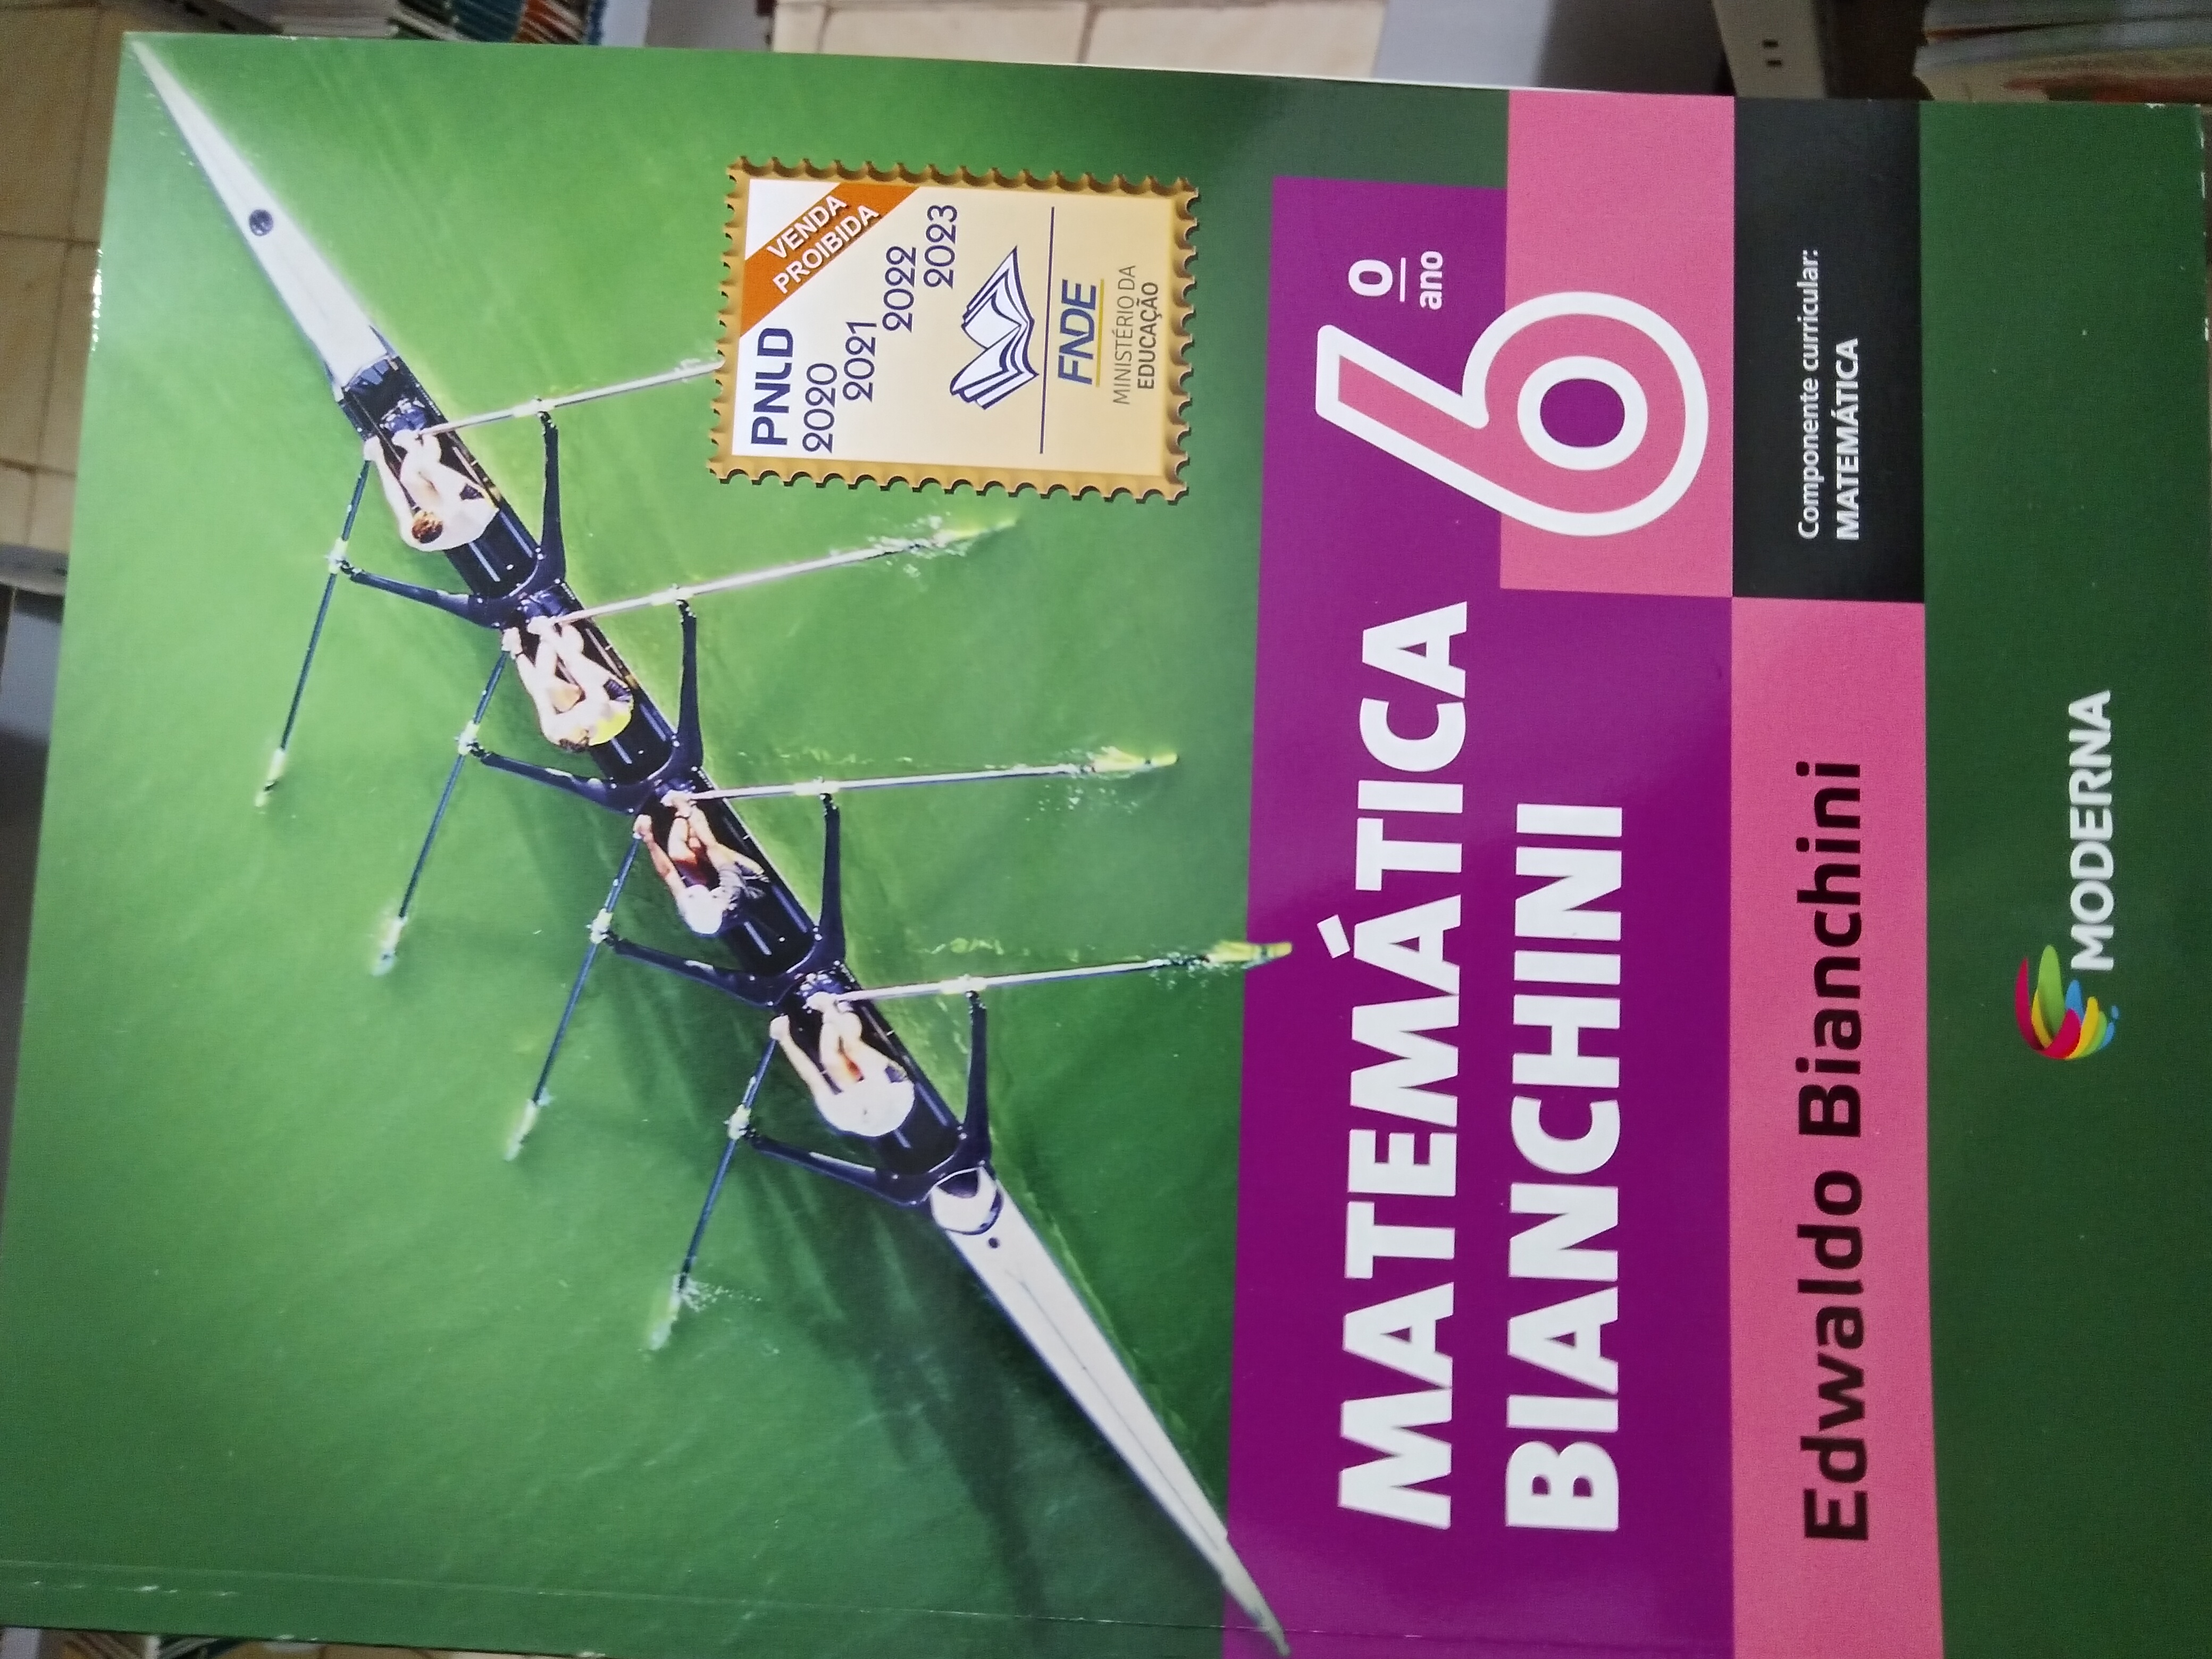 PNLD
VENDA
PROIBIDA
2020
2021
2022
2023
FNDE
MINISTÉRIO DA
EDUCAÇÃO
MATEMÁTICA
BIANCHINI
6º
ano
Edwaldo Bianchini
Componente curricular:
MATEMÁTICA
MODERNA